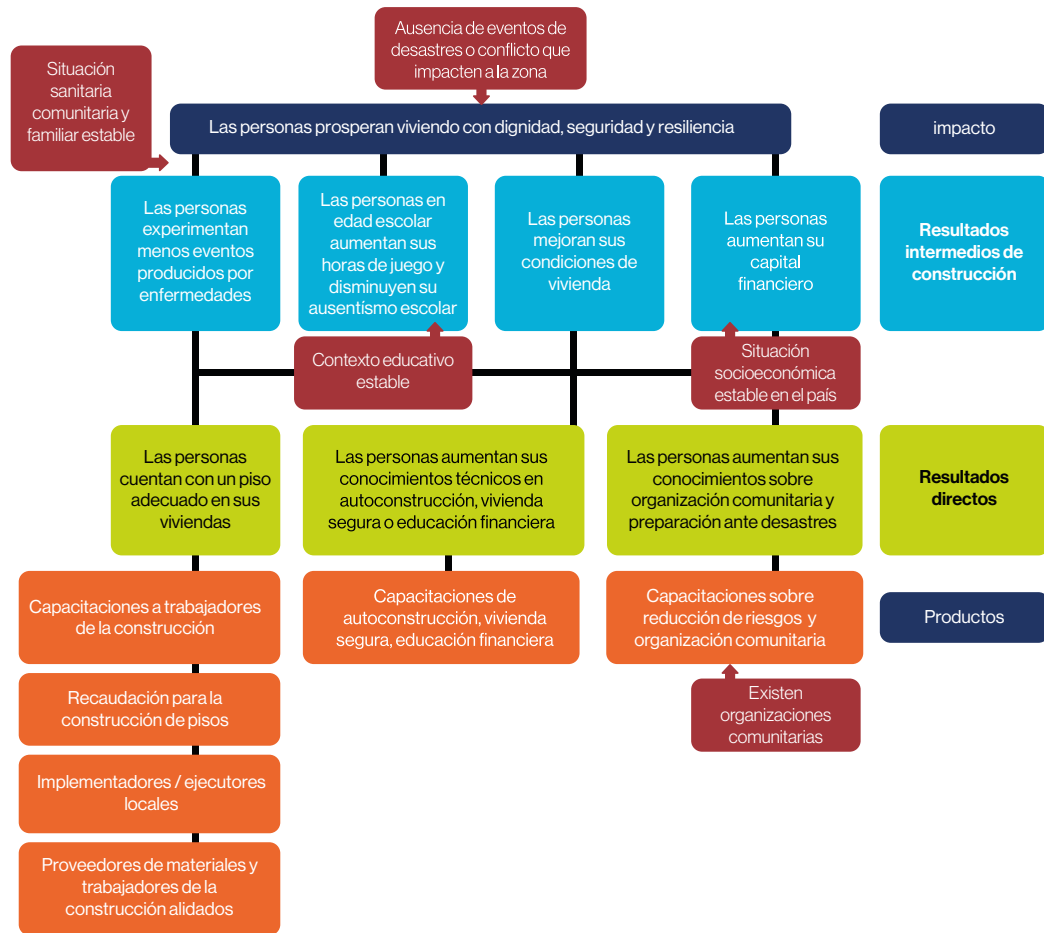 Ausencia de eventos de
desastres o conflicto que
impacten a la zona
Situación
sanitaria
comunitaria y
familiar estable
Las personas prosperan viviendo con dignidad, seguridad y resiliencia
impacto
Las personas
experimentan
menos eventos
producidos por
enfermedades
Las personas en
edad escolar
aumentan sus
horas de juego y
disminuyen su
ausentísmo escolar
Las personas
mejoran sus
condiciones de
vivienda
Las personas
aumentan su
capital
financiero
Resultados
intermedios de
construcción
Contexto educativo
estable
Situación
socioeconómica
estable en el país
Las personas
cuentan con un piso
adecuado en sus
viviendas
Las personas aumentan sus
conocimientos técnicos en
autoconstrucción, vivienda
segura o educación financiera
Las personas aumentan sus
conocimientos sobre
organización comunitaria y
preparación ante desastres
Resultados
directos
Capacitaciones a trabajadores
de la construcción
Capacitaciones de
autoconstrucción, vivienda
segura, educación financiera
Capacitaciones sobre
reducción de riesgos y
organización comunitaria
Productos
Recaudación para la
construcción de pisos
Existen
organizaciones
comunitarias
Implementadores / ejecutores
locales
Proveedores de materiales y
trabajadores de la
construcción alidados